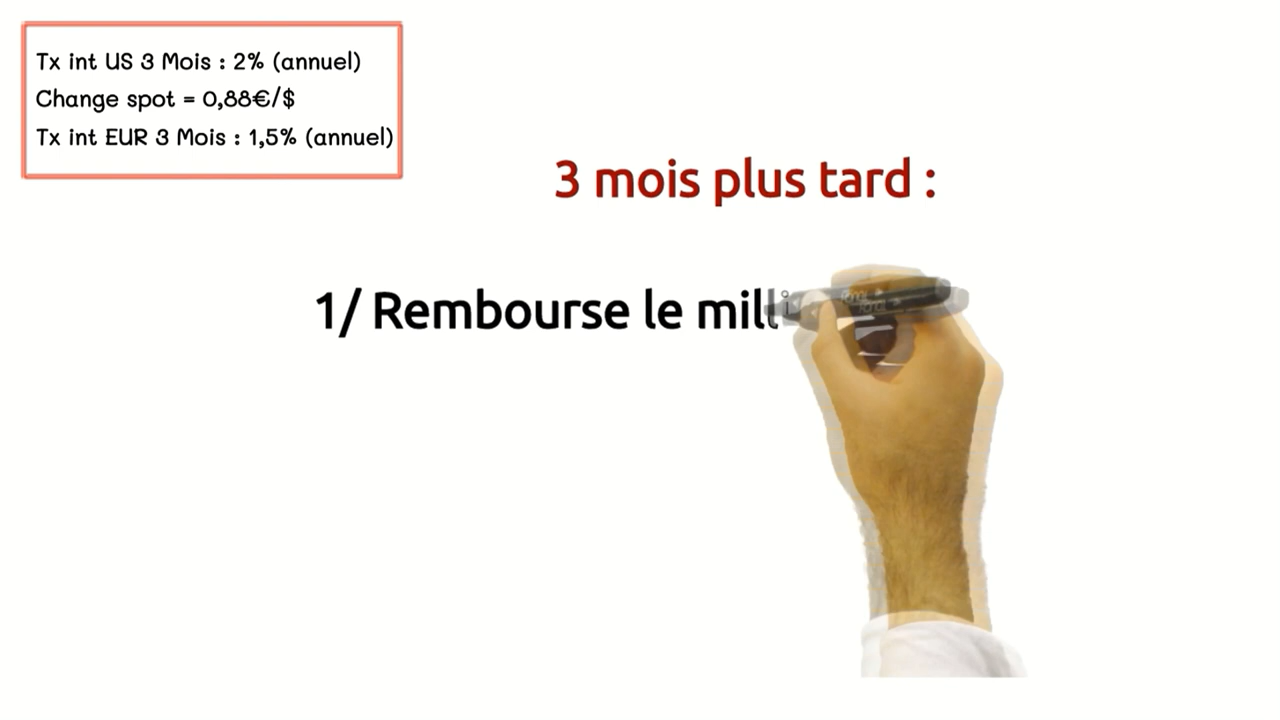 Tx int US 3 Mois : 2% (annuel)
Change spot = 0,88€/$
Tx int EUR 3 Mois : 1,5% (annuel)
3 mois plus tard :
1/ Rembourse le milli